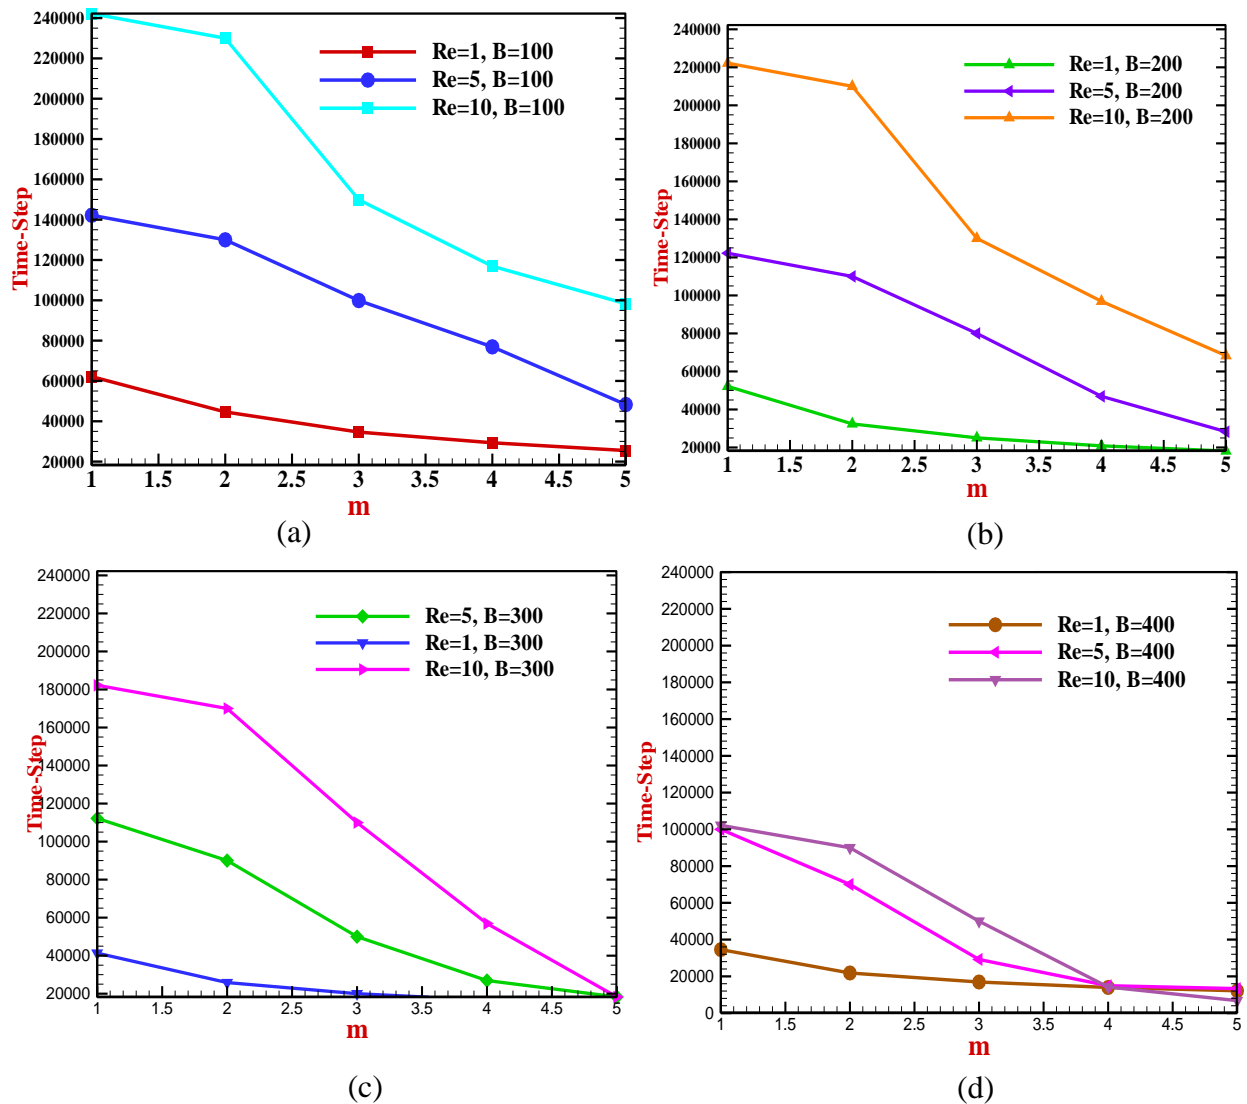 240000
220000
200000
180000
160000
140000
120000
100000
80000
60000
40000
20000
Time-Step
Re=1, B=100
Re=5, B=100
Re=10, B=100
1 1.5 2 2.5 3 3.5 4 4.5 5
m
(a)
240000
220000
200000
180000
160000
140000
120000
100000
80000
60000
40000
20000
Time-Step
Re=1, B=200
Re=5, B=200
Re=10, B=200
1 1.5 2 2.5 3 3.5 4 4.5 5
m
(b)
240000
220000
200000
180000
160000
140000
120000
100000
80000
60000
40000
20000
Time-Step
Re=5, B=300
Re=1, B=300
Re=10, B=300
1 1.5 2 2.5 3 3.5 4 4.5 5
m
(c)
240000
220000
200000
180000
160000
140000
120000
100000
80000
60000
40000
20000
0
Time-Step
Re=1, B=400
Re=5, B=400
Re=10, B=400
1 1.5 2 2.5 3 3.5 4 4.5 5
m
(d)